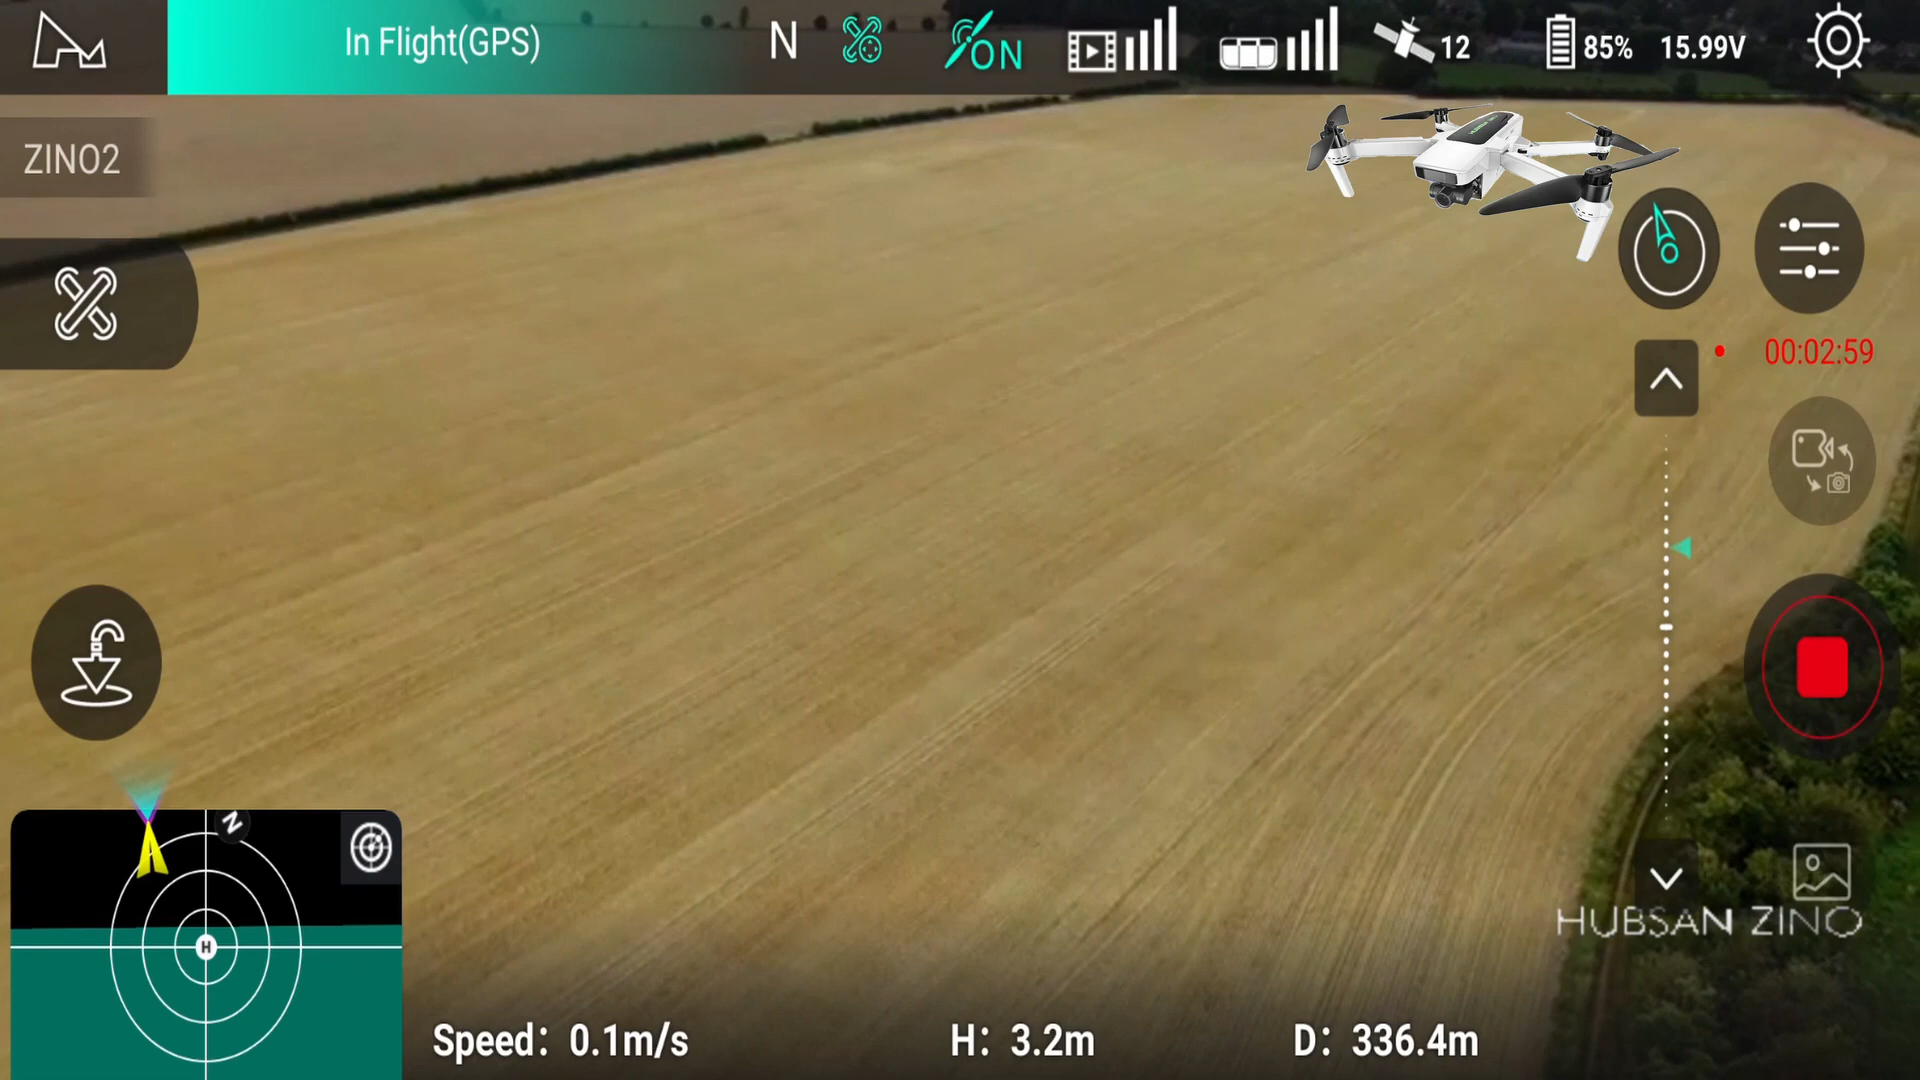 In Flight(GPS)
N
ON
12
85%
15.99V
ZINO2
00:02:59
N
H
HUBSAN ZINO
Speed: 0.1m/s
H: 3.2m
D: 336.4m